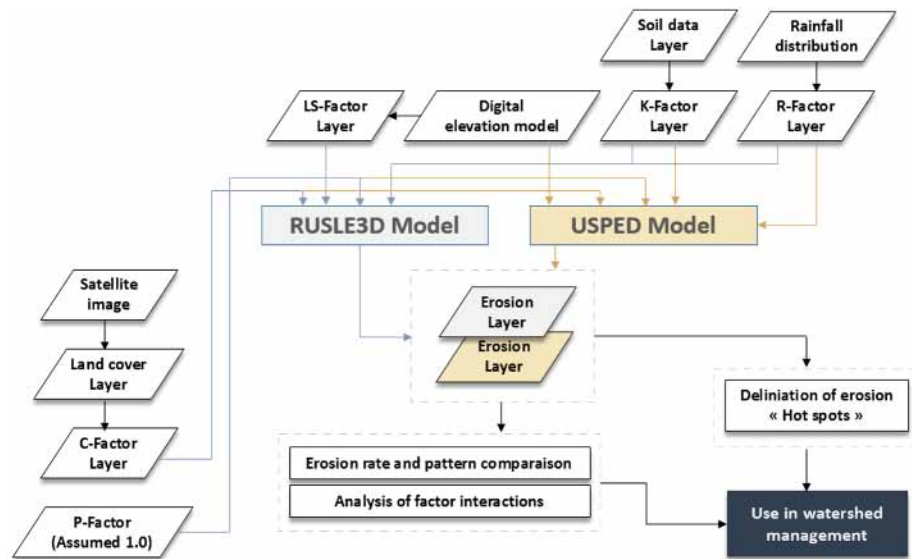 Soil data
Layer
Rainfall
distribution
LS-Factor
Layer
Digital
elevation model
K-Factor
Layer
R-Factor
Layer
RUSLE3D Model
USPED Model
Satellite
image
Erosion
Layer
Erosion
Layer
Land cover
Layer
Deliniation of erosion
« Hot spots »
C-Factor
Layer
Erosion rate and pattern comparaison
Analysis of factor interactions
P-Factor
(Assumed 1.0)
Use in watershed
management